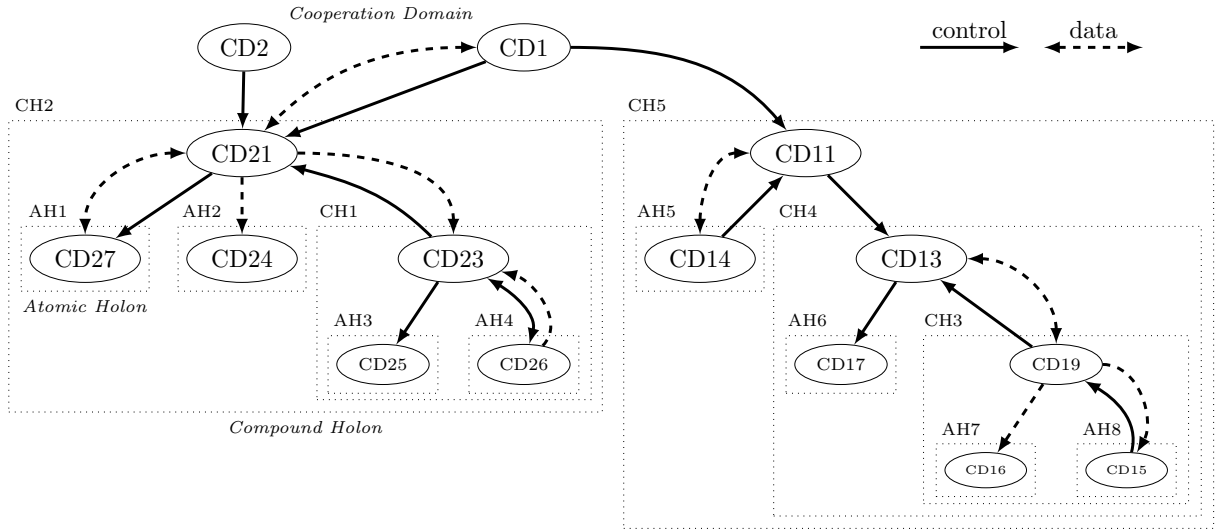 Cooperation Domain
CD2
CD1
control
data
CH2
CH5
CD21
CD11
AH1
AH2
CH1
AH5
CH4
CD27
CD24
CD23
CD14
CD13
Atomic Holon
AH3
AH4
AH6
CH3
CD25
CD26
CD17
CD19
Compound Holon
AH7
AH8
CD16
CD15